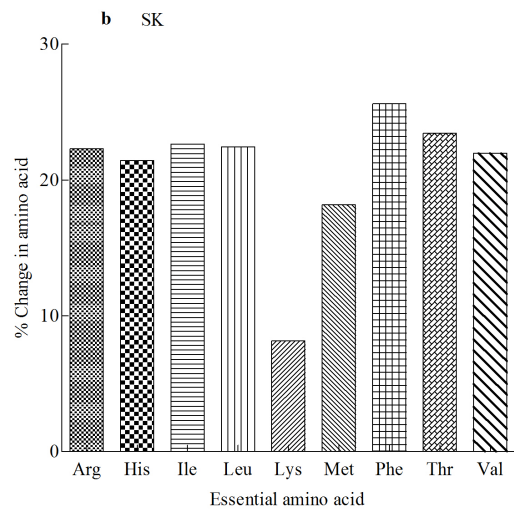 b SK
30
20
10
0
% Change in amino acid
Arg His Ile Leu Lys Met Phe Thr Val
Essential amino acid